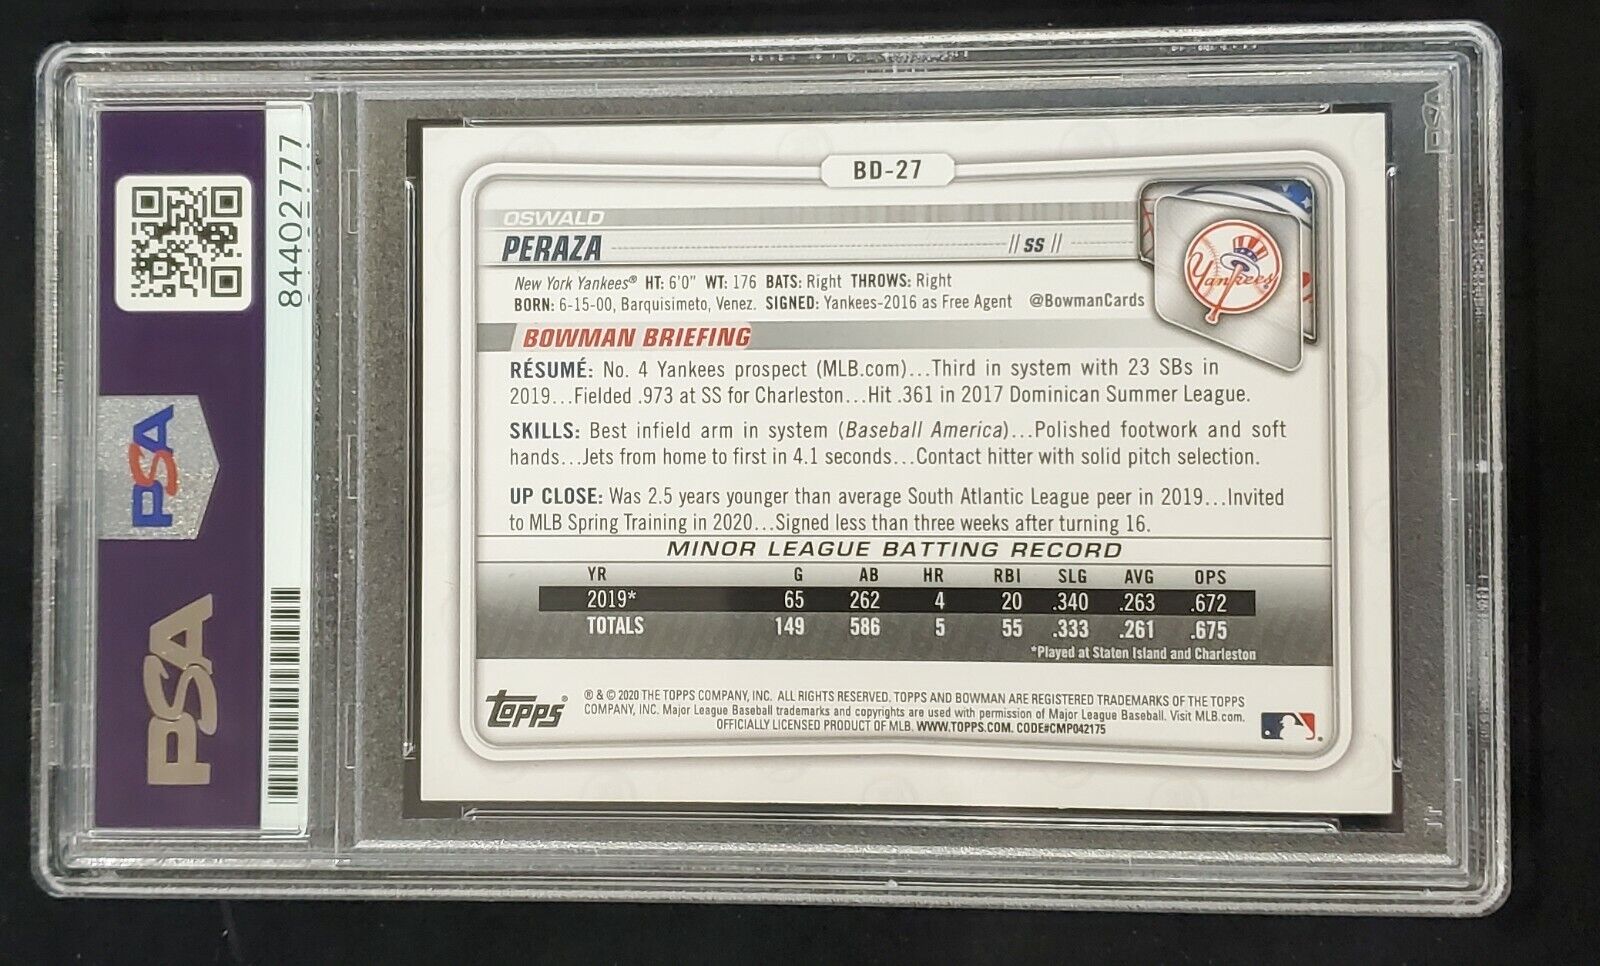 84402777
PSA
PSA
BD-27
OSWALD
PERAZA // SS //
Yankees
New York Yankees® HT: 6'0" WT: 176 BATS: Right THROWS: Right
BORN: 6-15-00, Barquisimeto, Venez. SIGNED: Yankees-2016 as Free Agent @BowmanCards
BOWMAN BRIEFING
RÉSUMÉ: No. 4 Yankees prospect (MLB.com)...Third in system with 23 SBs in
2019...Fielded .973 at SS for Charleston...Hit .361 in 2017 Dominican Summer League.
SKILLS: Best infield arm in system (Baseball America)...Polished footwork and soft
hands...Jets from home to first in 4.1 seconds...Contact hitter with solid pitch selection.
UP CLOSE: Was 2.5 years younger than average South Atlantic League peer in 2019...Invited
to MLB Spring Training in 2020...Signed less than three weeks after turning 16.
MINOR LEAGUE BATTING RECORD
YR G AB HR RBI SLG AVG OPS
2019* 65 262 4 20 .340 .263 .672
TOTALS 149 586 5 55 .333 .261 .675
*Played at Staten Island and Charleston
topps®
® & © 2020 THE TOPPS COMPANY, INC. ALL RIGHTS RESERVED. TOPPS AND BOWMAN ARE REGISTERED TRADEMARKS OF THE TOPPS
COMPANY, INC. Major League Baseball trademarks and copyrights are used with permission of Major League Baseball. Visit MLB.com.
OFFICIALLY LICENSED PRODUCT OF MLB. WWW.TOPPS.COM. CODE#CMP042175
PSA